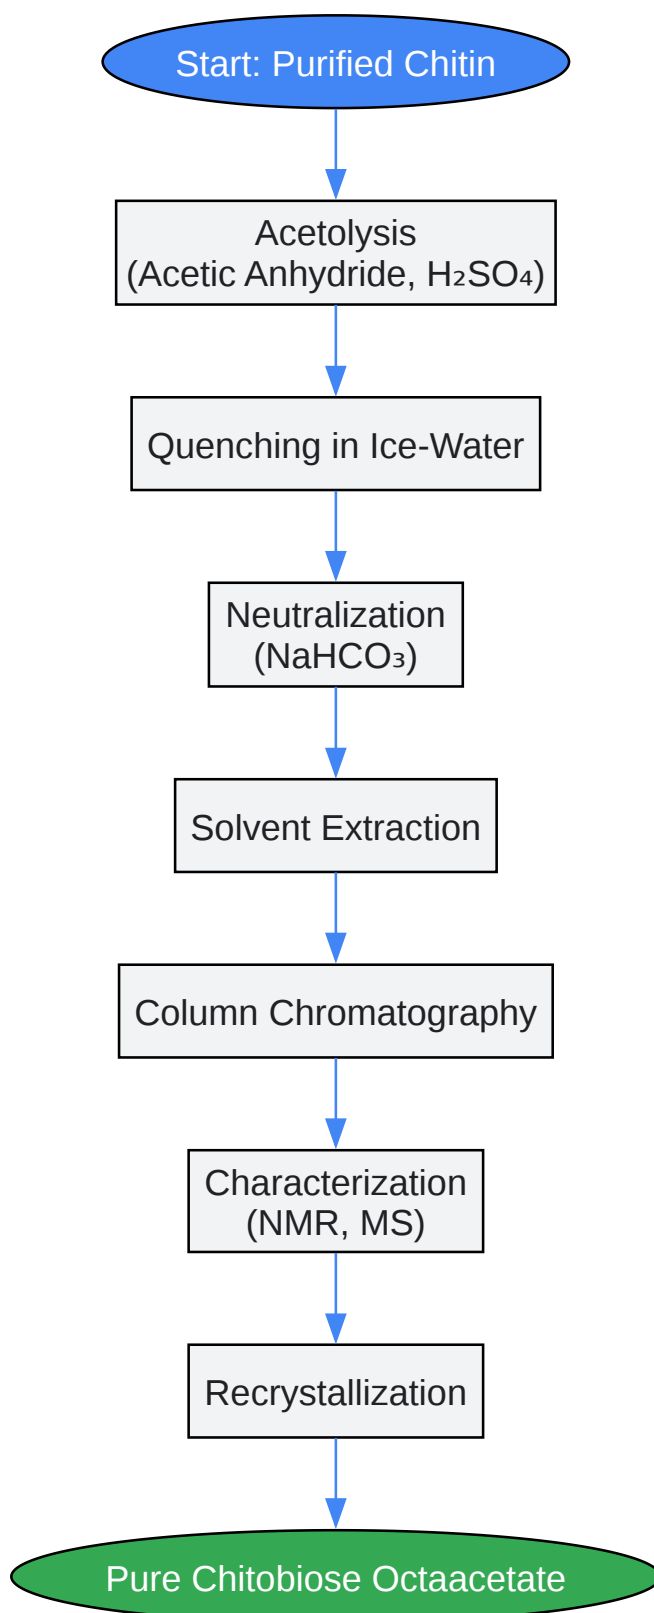 Start: Purified Chitin
Acetolysis
(Acetic Anhydride, H₂SO₄)
Quenching in Ice-Water
Neutralization
(NaHCO₃)
Solvent Extraction
Column Chromatography
Characterization
(NMR, MS)
Recrystallization
Pure Chitobiose Octaacetate